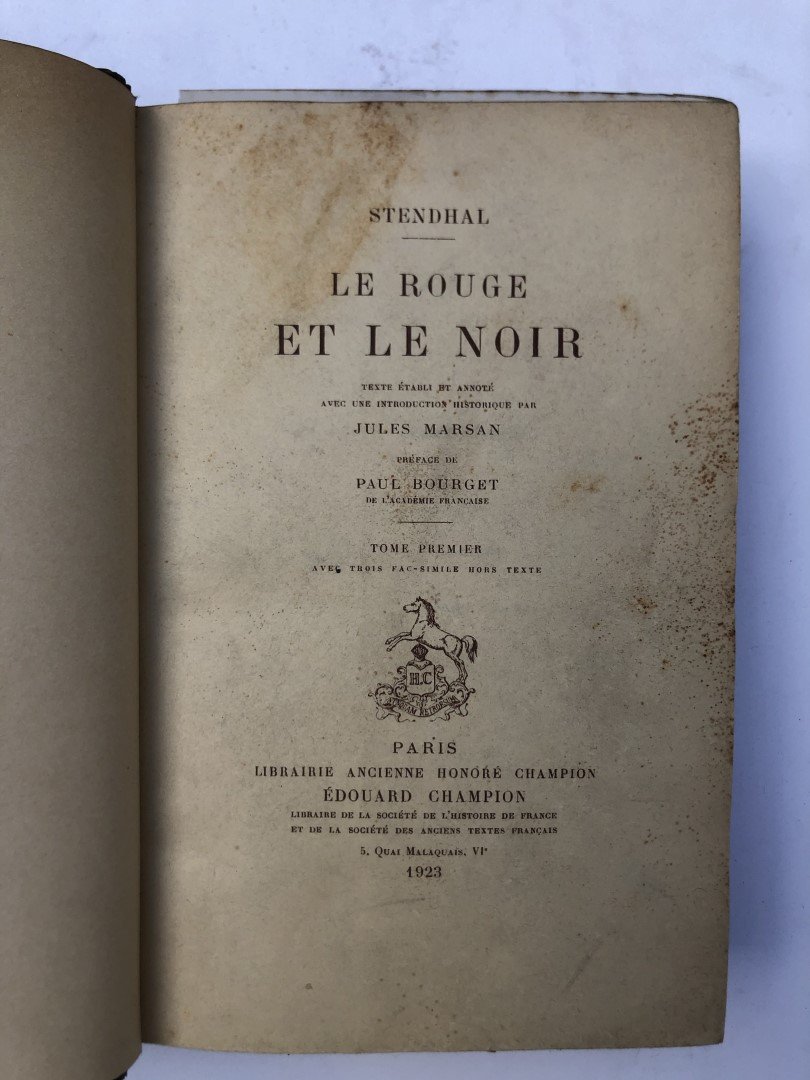 STENDHAL
LE ROUGE
ET LE NOIR
TEXTE ÉTABLI ET ANNOTÉ
AVEC UNE INTRODUCTION HISTORIQUE PAR
JULES MARSAN
PRÉFACE DE
PAUL BOURGET
DE L'ACADÉMIE FRANÇAISE
TOME PREMIER
AVEC TROIS FAC-SIMILE HORS TEXTE
H.C
PARIS
LIBRAIRIE ANCIENNE HONORÉ CHAMPION
ÉDOUARD CHAMPION
LIBRAIRE DE LA SOCIÉTÉ DE L'HISTOIRE DE FRANCE
ET DE LA SOCIÉTÉ DES ANCIENS TEXTES FRANÇAIS
5, QUAI MALAQUAIS, VIe
1923